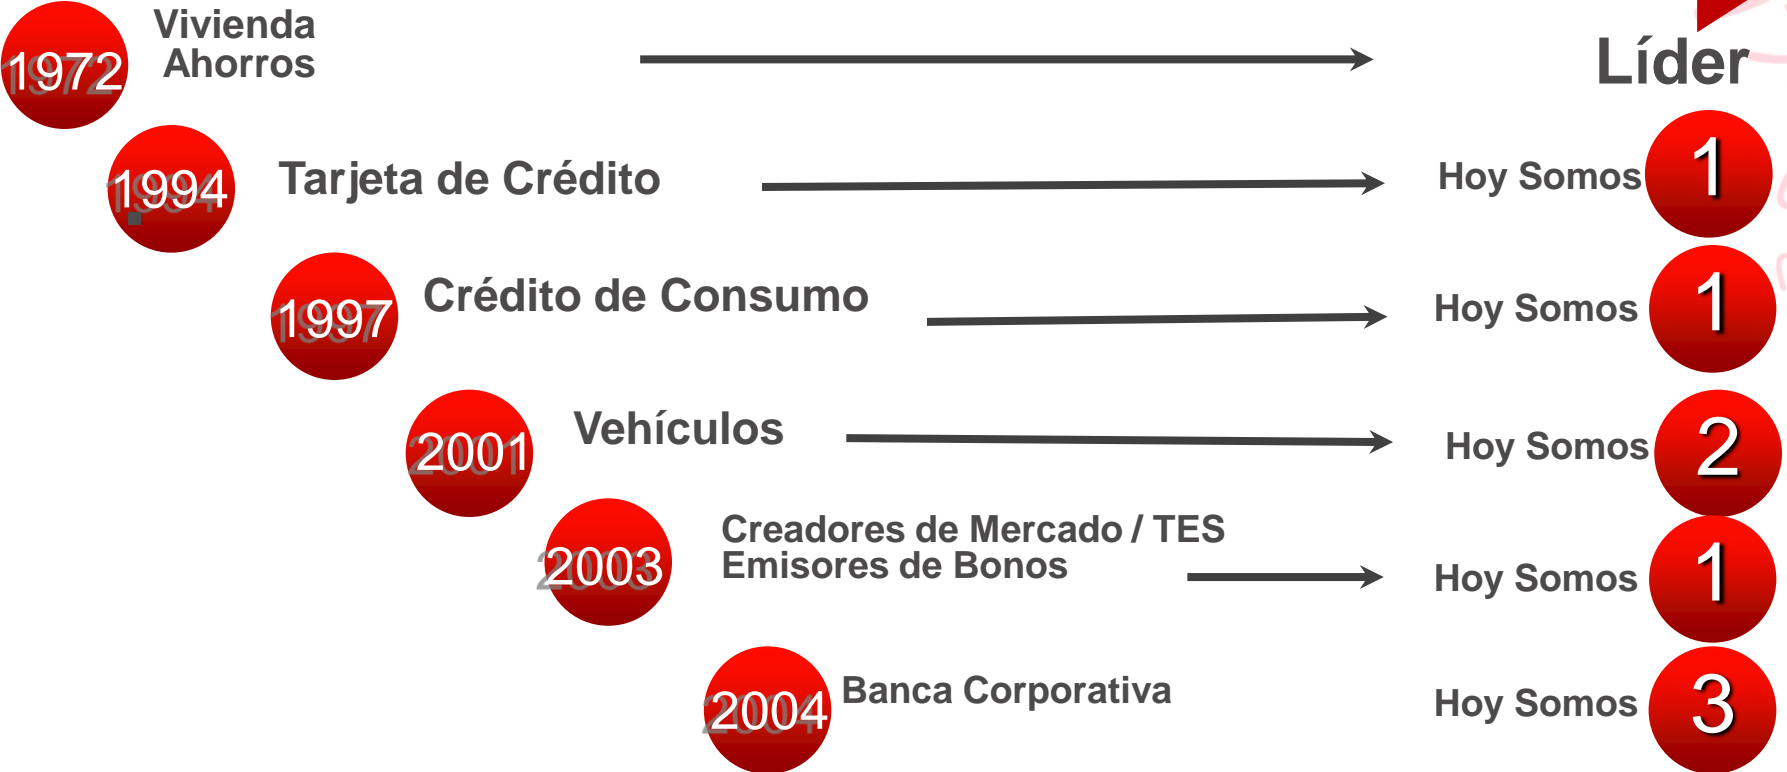 1972
Vivienda
Ahorros
Líder
1994
Tarjeta de Crédito
Hoy Somos 1
1997
Crédito de Consumo
Hoy Somos 1
2001
Vehículos
Hoy Somos 2
2003
Creadores de Mercado / TES
Emisores de Bonos
Hoy Somos 1
2004
Banca Corporativa
Hoy Somos 3